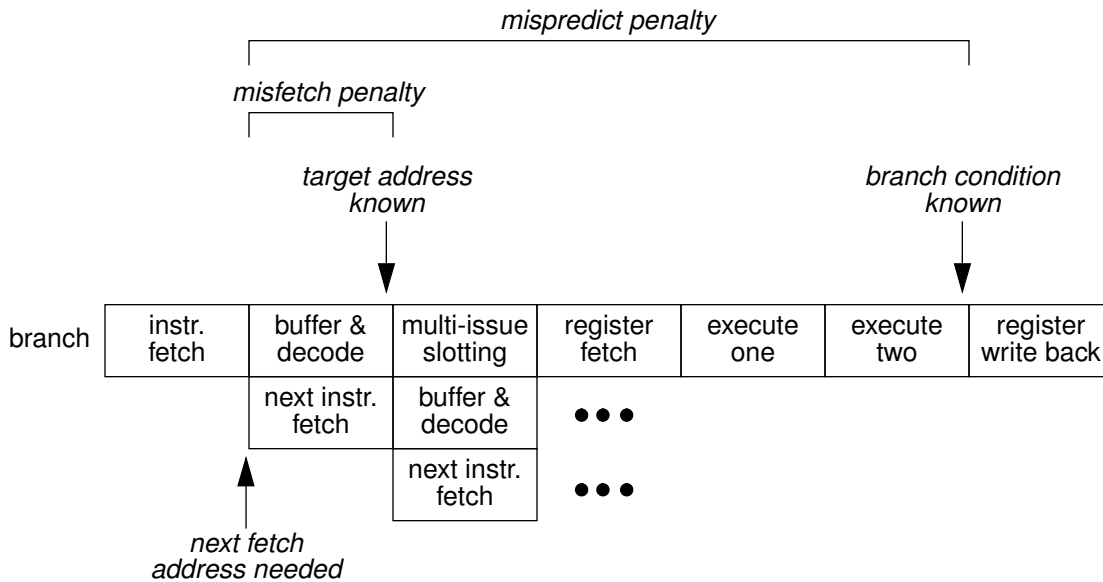 mispredict penalty
misfetch penalty
target address
known
branch condition
known
branch
instr.
fetch
buffer &
decode
multi-issue
slotting
register
fetch
execute
one
execute
two
register
write back
next instr.
fetch
buffer &
decode
next instr.
fetch
next fetch
address needed